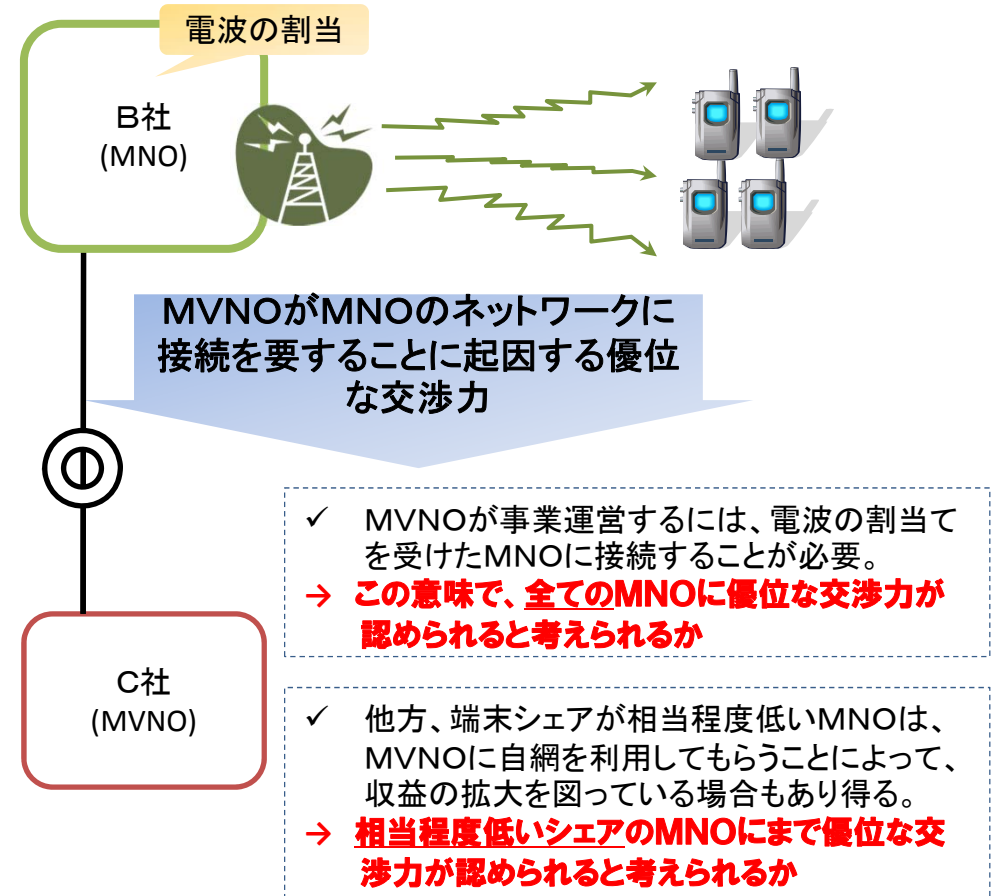 電波の割当
B社
(MNO)
MVNOがMNOのネットワークに
接続を要することに起因する優位
な交渉力
✓ MVNOが事業運営するには、電波の割当て
を受けたMNOに接続することが必要。
→ この意味で、全てのMNOに優位な交渉力が
認められると考えられるか
C社
(MVNO)
✓ 他方、端末シェアが相当程度低いMNOは、
MVNOに自網を利用してもらうことによって、
収益の拡大を図っている場合もあり得る。
→ 相当程度低いシェアのMNOにまで優位な交
渉力が認められると考えられるか